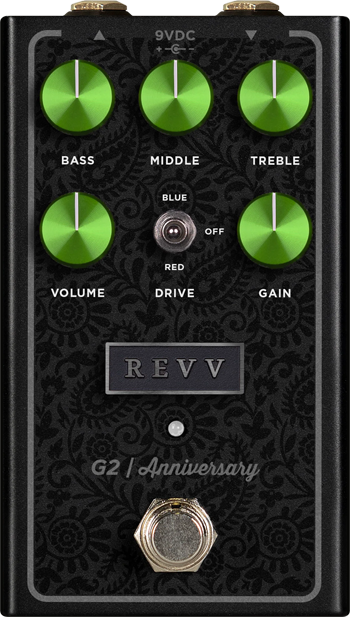 9VDC
BASS MIDDLE TREBLE
BLUE
OFF
RED
VOLUME DRIVE GAIN
REVV
G2 / Anniversary